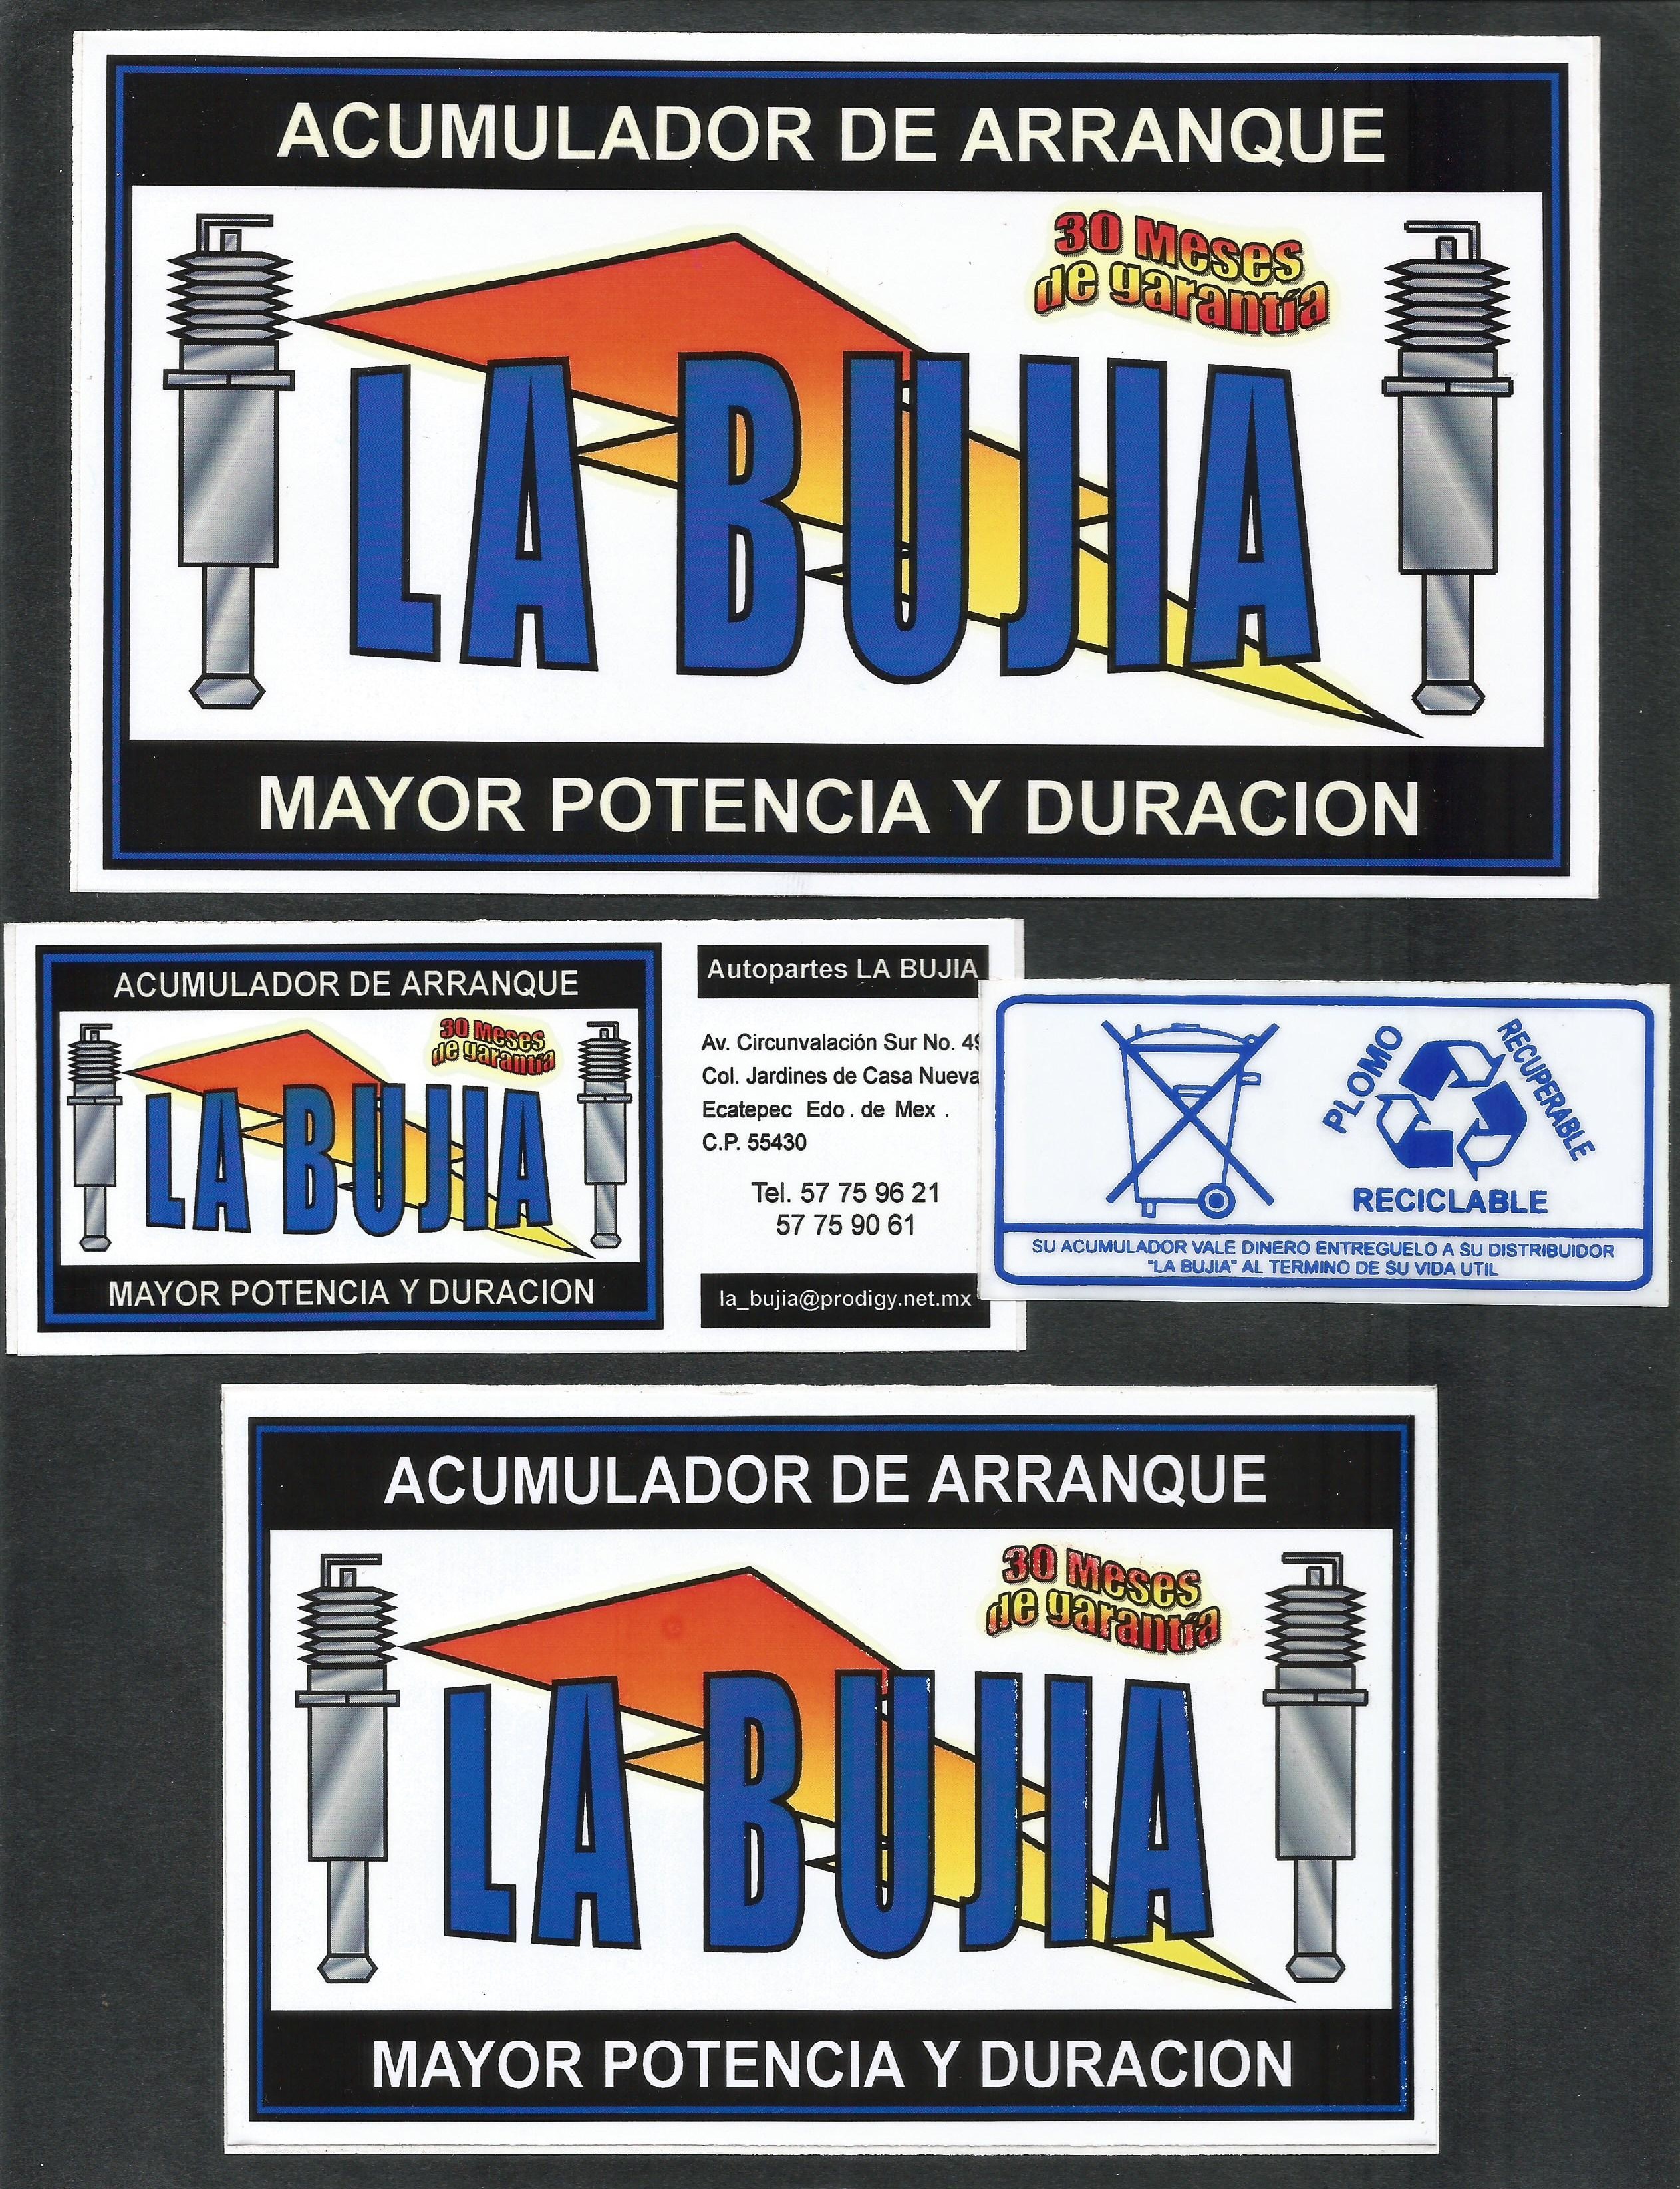 ACUMULADOR DE ARRANQUE
30 Meses
de garantía
LA BUJIA
MAYOR POTENCIA Y DURACION
ACUMULADOR DE ARRANQUE
30 Meses
de garantía
LA BUJIA
MAYOR POTENCIA Y DURACION
Autopartes LA BUJIA
Av. Circunvalación Sur No.
Col. Jardines de Casa Nueva
Ecatepec Edo . de Mex .
C.P. 55430
Tel. 57 75 96 21
57 75 90 61
la_bujia@prodigy.net.mx
PLOMO
RECUPERABLE
RECICLABLE
SU ACUMULADOR VALE DINERO ENTREGUELO A SU DISTRIBUIDOR
"LA BUJIA" AL TERMINO DE SU VIDA UTIL
ACUMULADOR DE ARRANQUE
30 Meses
de garantía
LA BUJIA
MAYOR POTENCIA Y DURACION